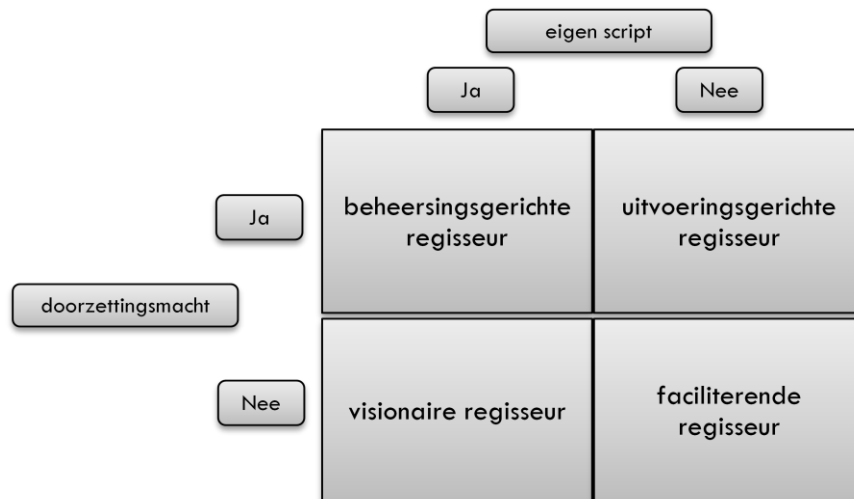 eigen script
Ja
Nee
Ja
beheersingsgerichte
regisseur
uitvoeringsgerichte
regisseur
doorzettingsmacht
Nee
visionaire regisseur
faciliterende
regisseur